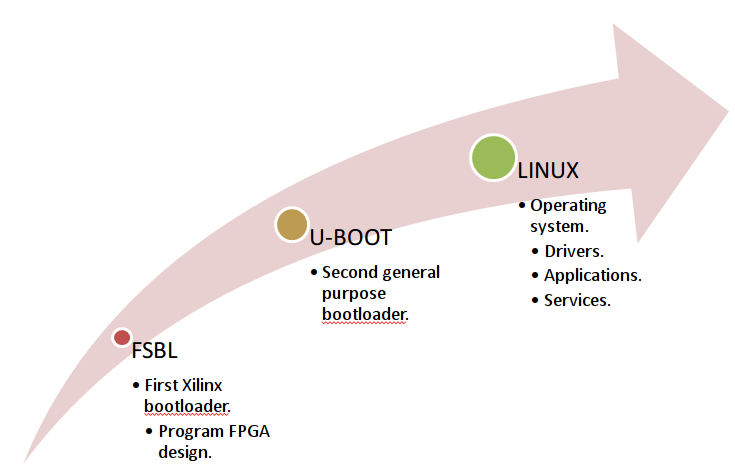 FSBL
• First Xilinx
bootloader.
• Program FPGA
design.
U-BOOT
• Second general
purpose
bootloader.
LINUX
• Operating
system.
• Drivers.
• Applications.
• Services.